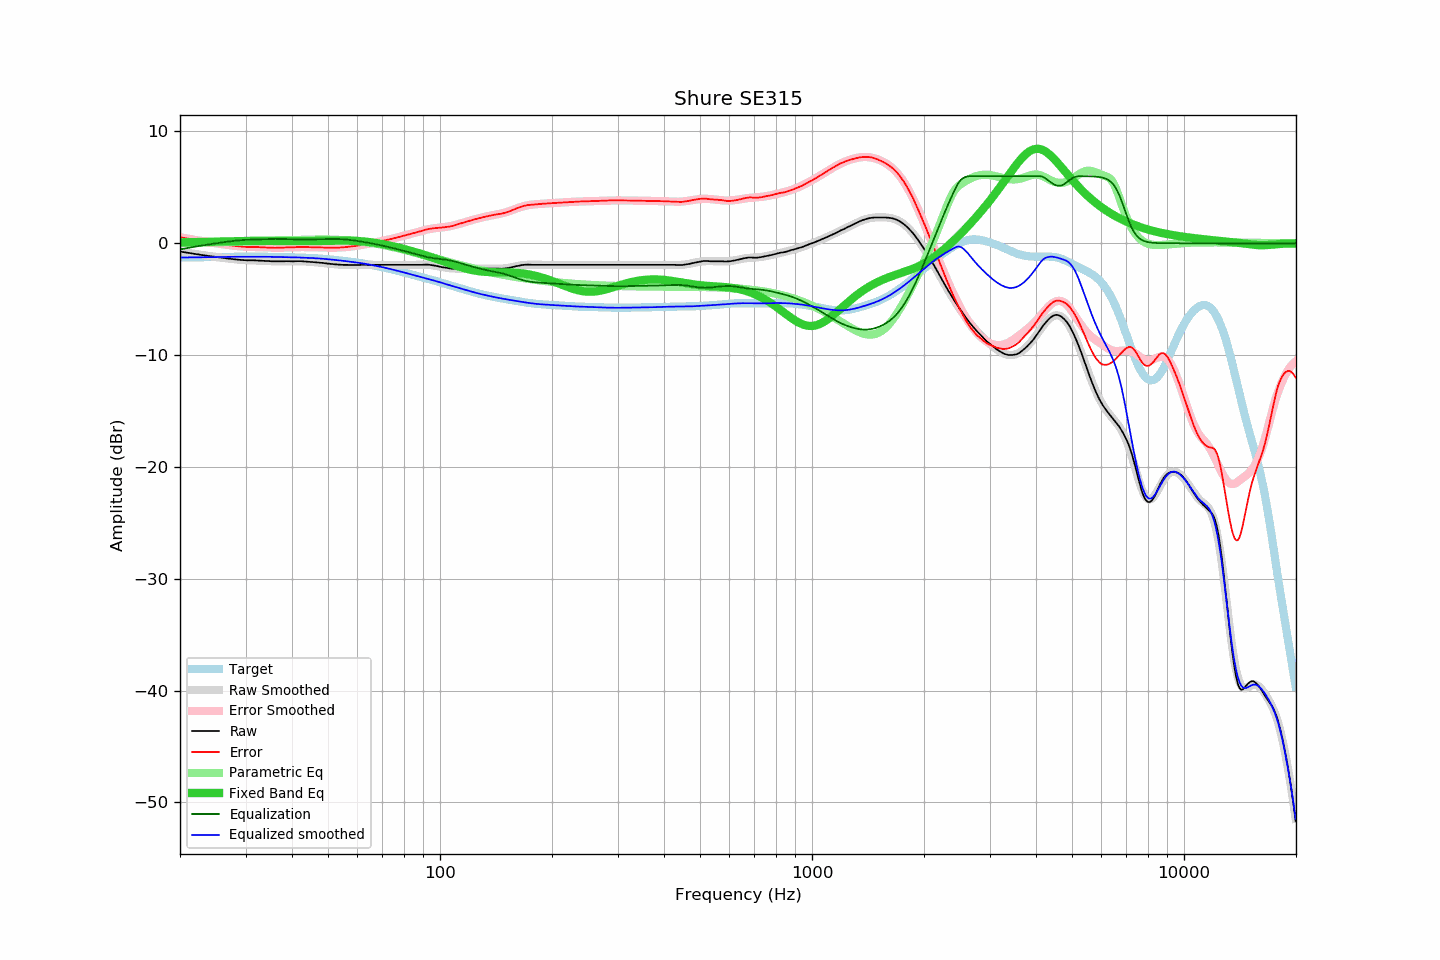 Shure SE315
10
0
−10
−20
−30
−40
−50
Amplitude (dBr)
Target
Raw Smoothed
Error Smoothed
Raw
Error
Parametric Eq
Fixed Band Eq
Equalization
Equalized smoothed
100
1000
10000
Frequency (Hz)